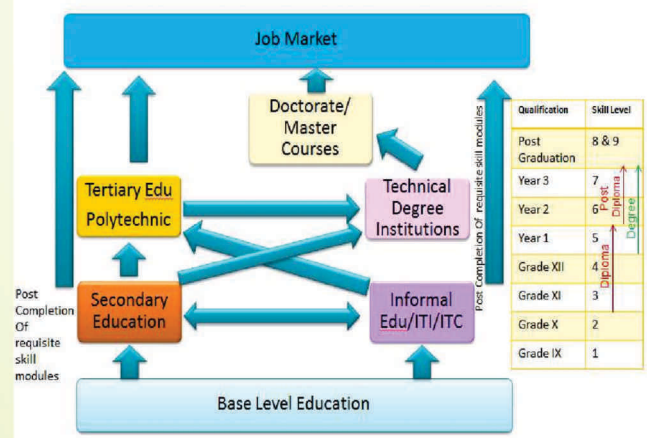 Job Market
Doctorate/
Master
Courses
Tertiary Edu
Polytechnic
Technical
Degree
Institutions
Secondary
Education
Informal
Edu/ITI/ITC
Base Level Education
Post
Completion
Of
requisite
skill
modules
Post Completion Of requisite skill modules
Qualification Skill Level
Post
Graduation 8 & 9
Year 3 7
Year 2 6
Year 1 5
Grade XII 4
Grade XI 3
Grade X 2
Grade IX 1
Diploma
Post
Diploma
Degree